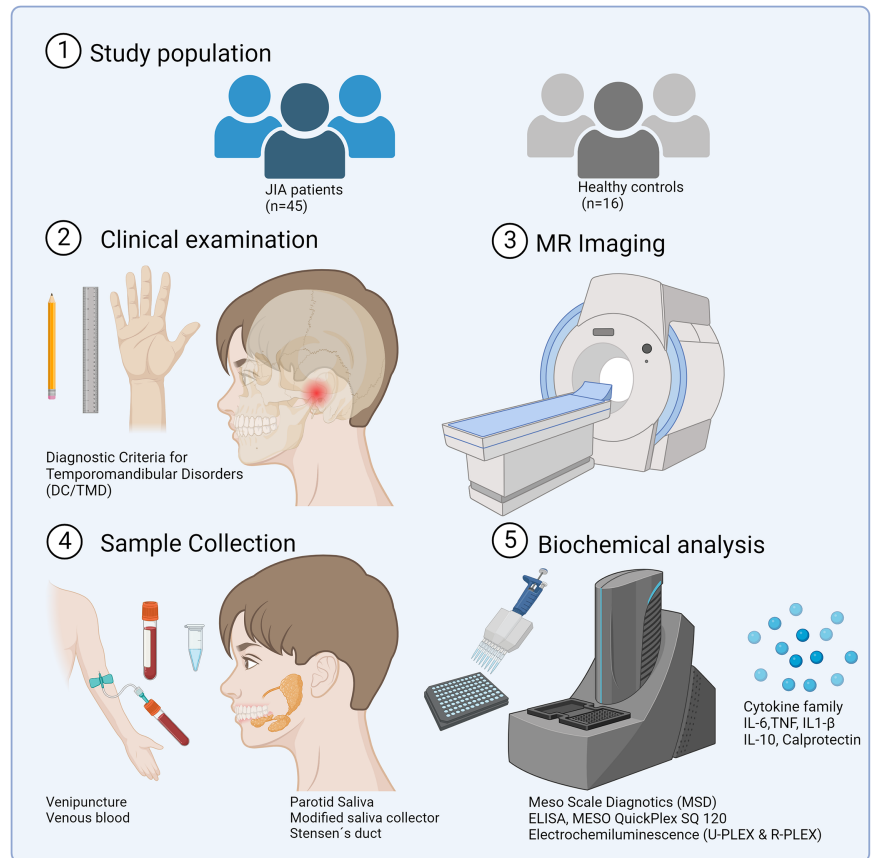 1 Study population
JIA patients
(n=45)
Healthy controls
(n=16)
2 Clinical examination
Diagnostic Criteria for
Temporomandibular Disorders
(DC/TMD)
3 MR Imaging
4 Sample Collection
Venipuncture
Venous blood
Parotid Saliva
Modified saliva collector
Stensen´s duct
5 Biochemical analysis
Cytokine family
IL-6,TNF, IL1-β
IL-10, Calprotectin
Meso Scale Diagnostics (MSD)
ELISA, MESO QuickPlex SQ 120
Electrochemiluminescence (U-PLEX & R-PLEX)